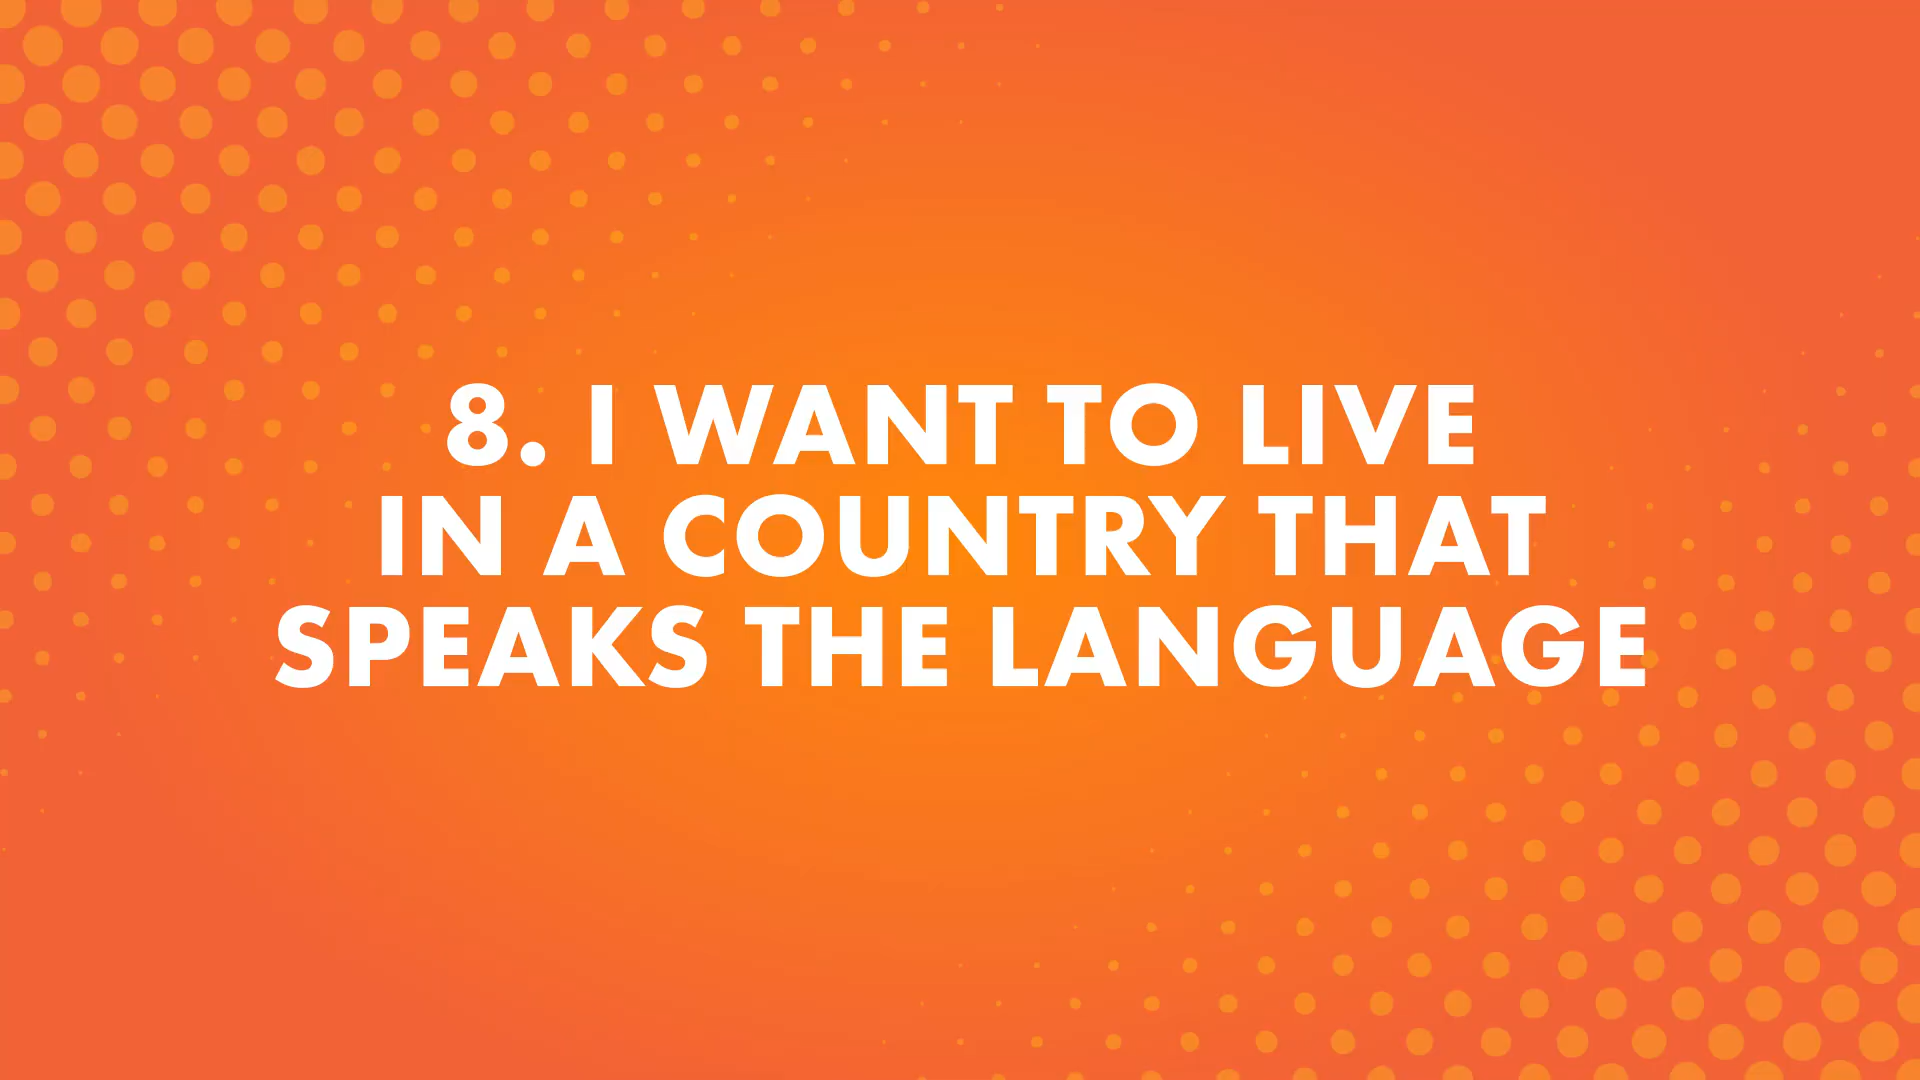 8. I WANT TO LIVE
IN A COUNTRY THAT
SPEAKS THE LANGUAGE